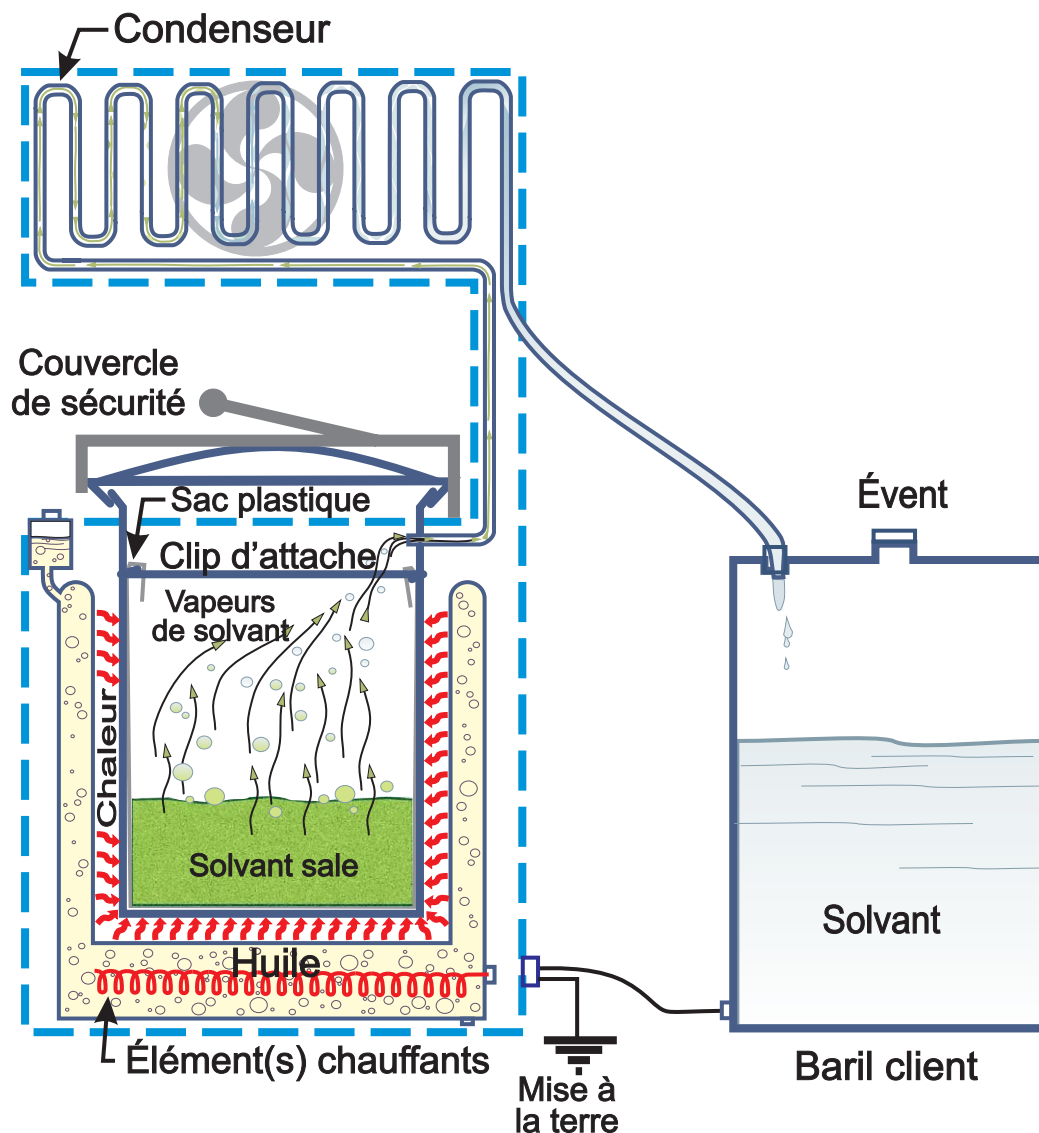 Condenseur
Couvercle
de sécurité
Sac plastique
Évent
Clip d'attache
Vapeurs
de solvant
Chaleur
Solvant sale
Solvant
Huile
Élément(s) chauffants
Baril client
Mise à
la terre